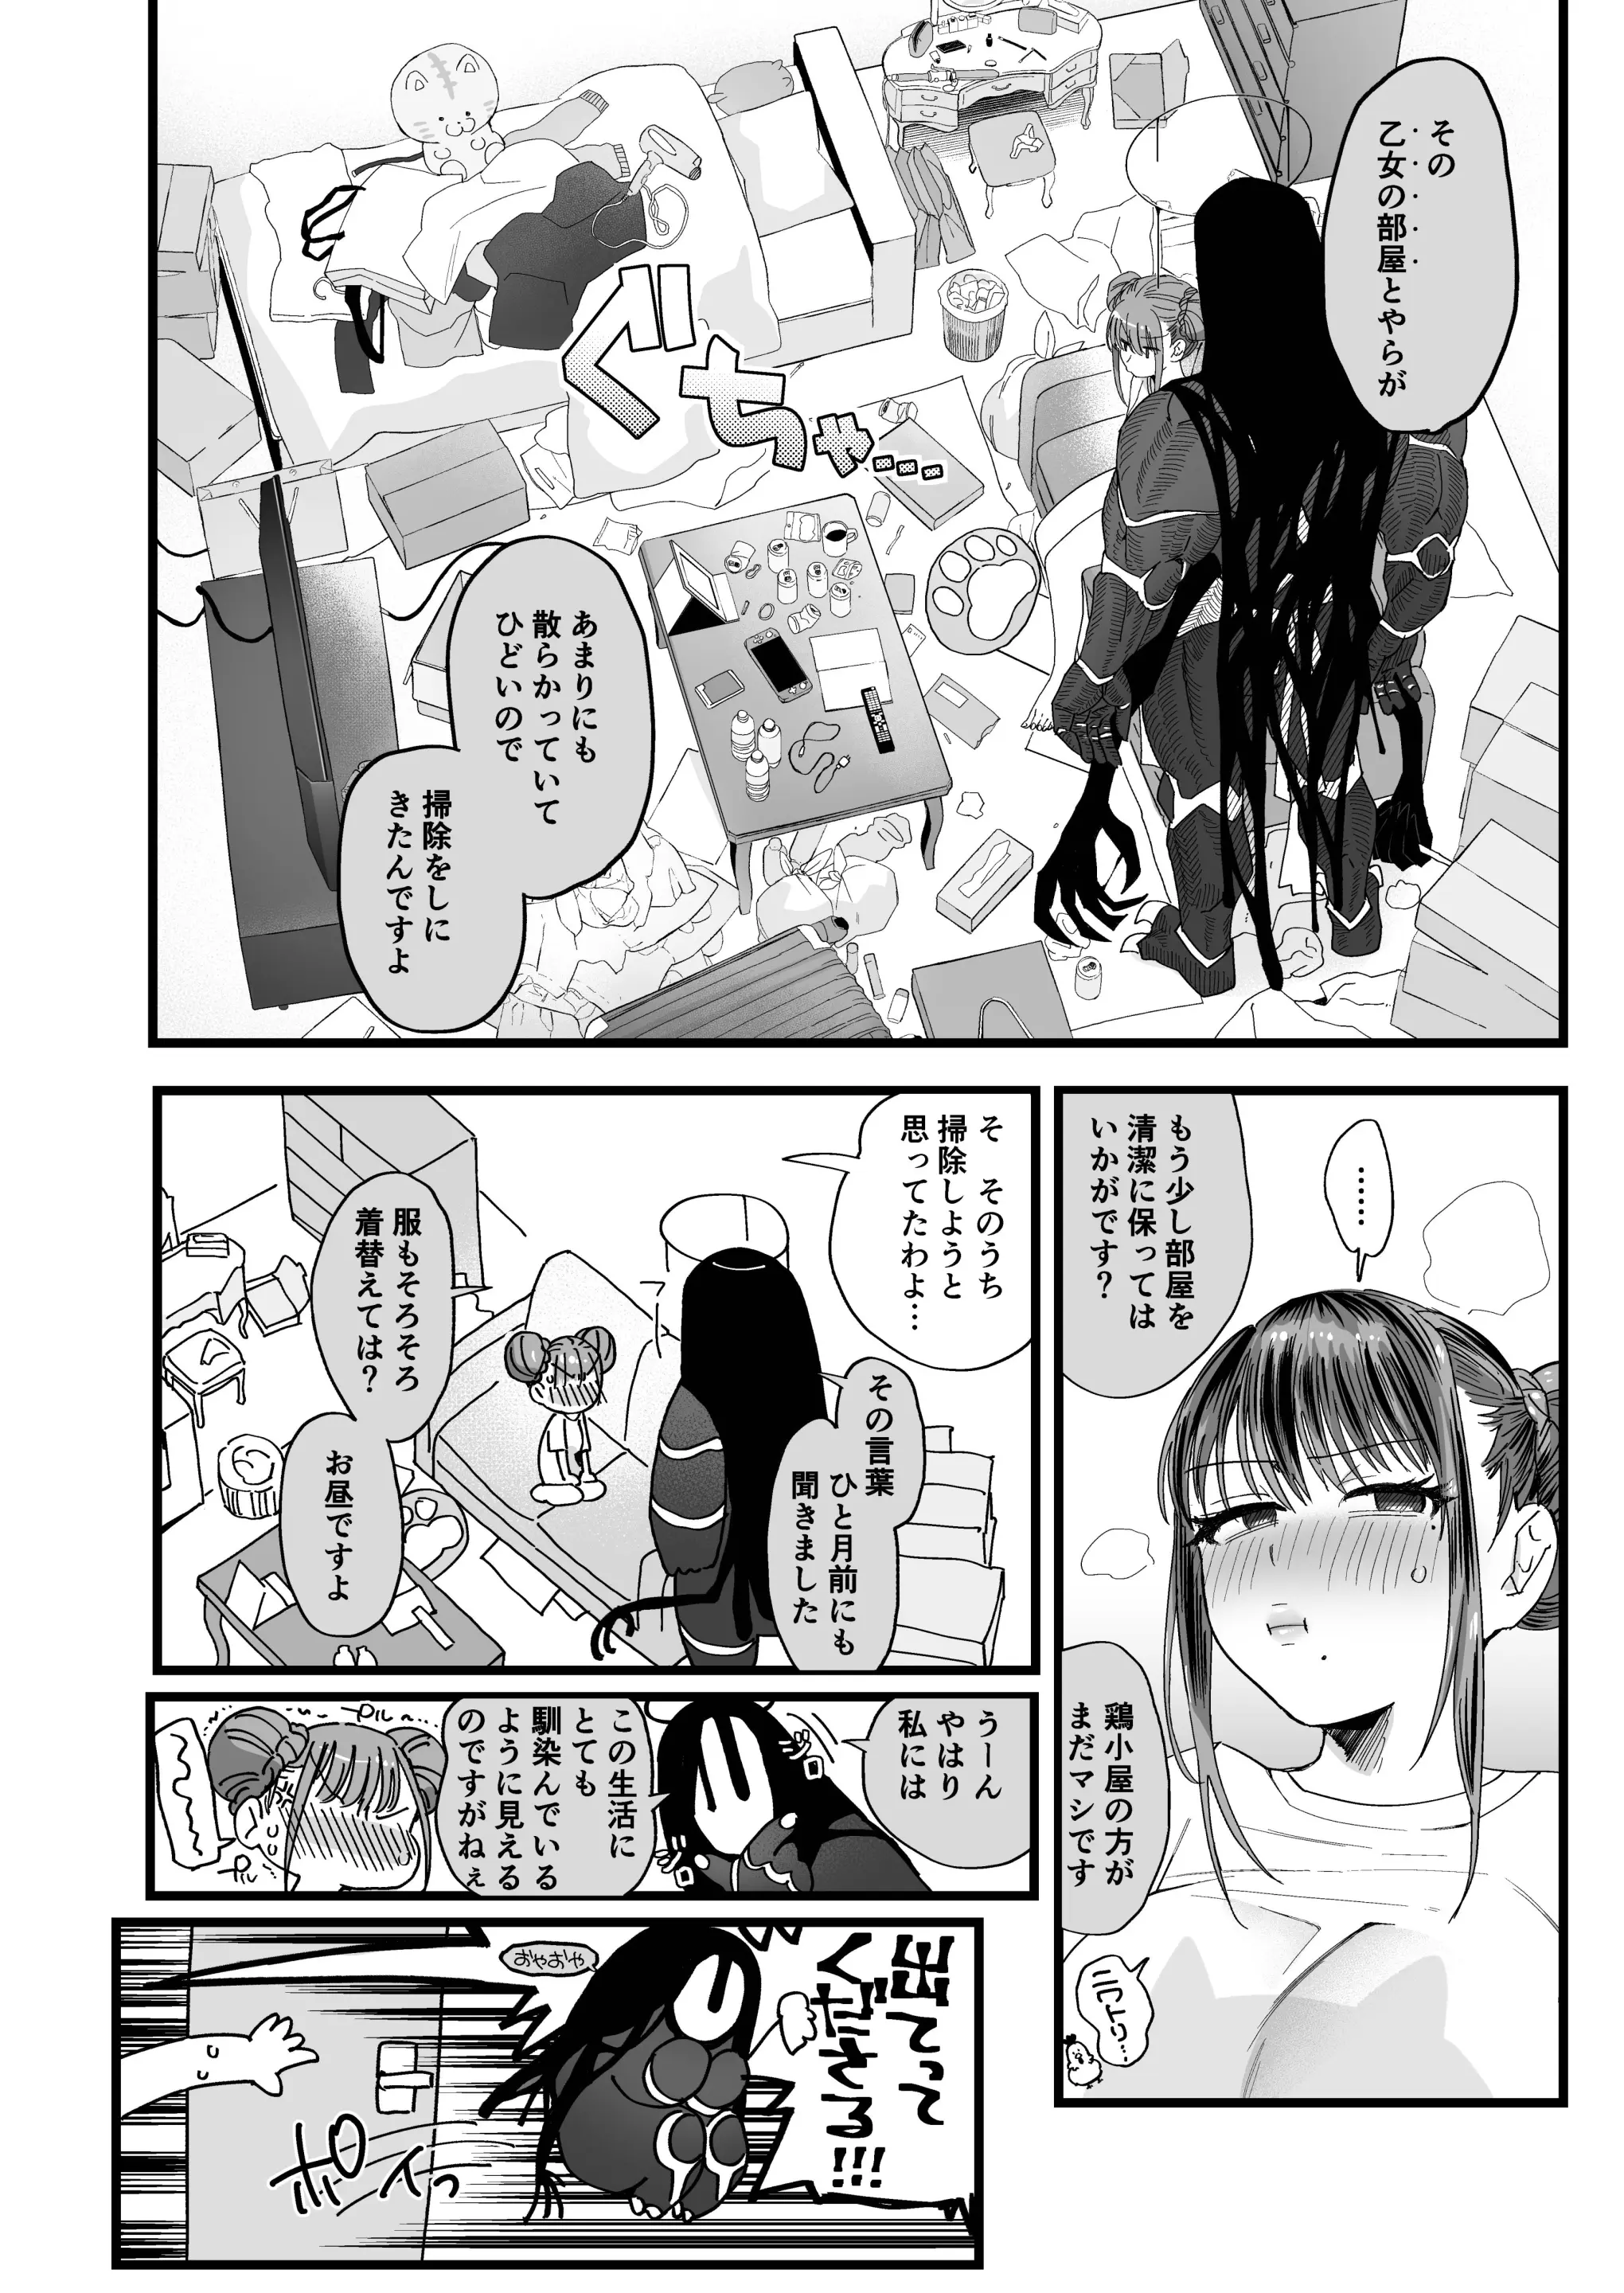 その
乙女の部屋とやらが
ぐちゃ……
あまりにも
散らかっていて
ひどいので
掃除をしに
きたんですよ
……
もう少し部屋を
清潔に保っては
いかがです？
鶏小屋の方が
まだマシです
ニワトリ…
そ そのうち
掃除しようと
思ってたわよ…
その言葉
ひと月前にも
聞きました
服もそろそろ
着替えては？
お昼ですよ
うーん
やはり
私には
ジロ
ジロ
この生活に
とても
馴染んでいる
ように見える
のですがねぇ
プル〜
プル
出てって
くださる!!!
おやおや
ポイっ